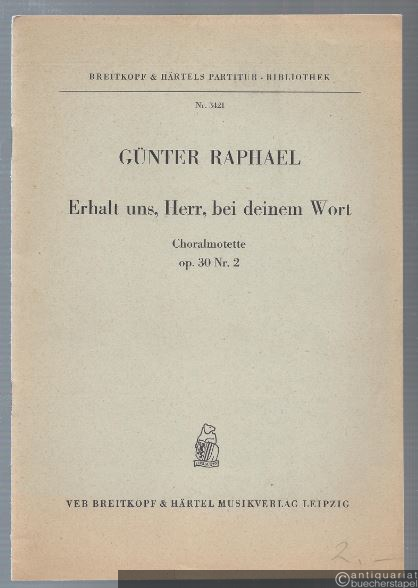 BREITKOPF & HÄRTELS PARTITUR - BIBLIOTHEK
Nr. 3421
GÜNTER RAPHAEL
Erhalt uns, Herr, bei deinem Wort
Choralmotette
op. 30 Nr. 2
VEB BREITKOPF & HÄRTEL MUSIKVERLAG LEIPZIG
2.–
©antiquariat
buecherstapel